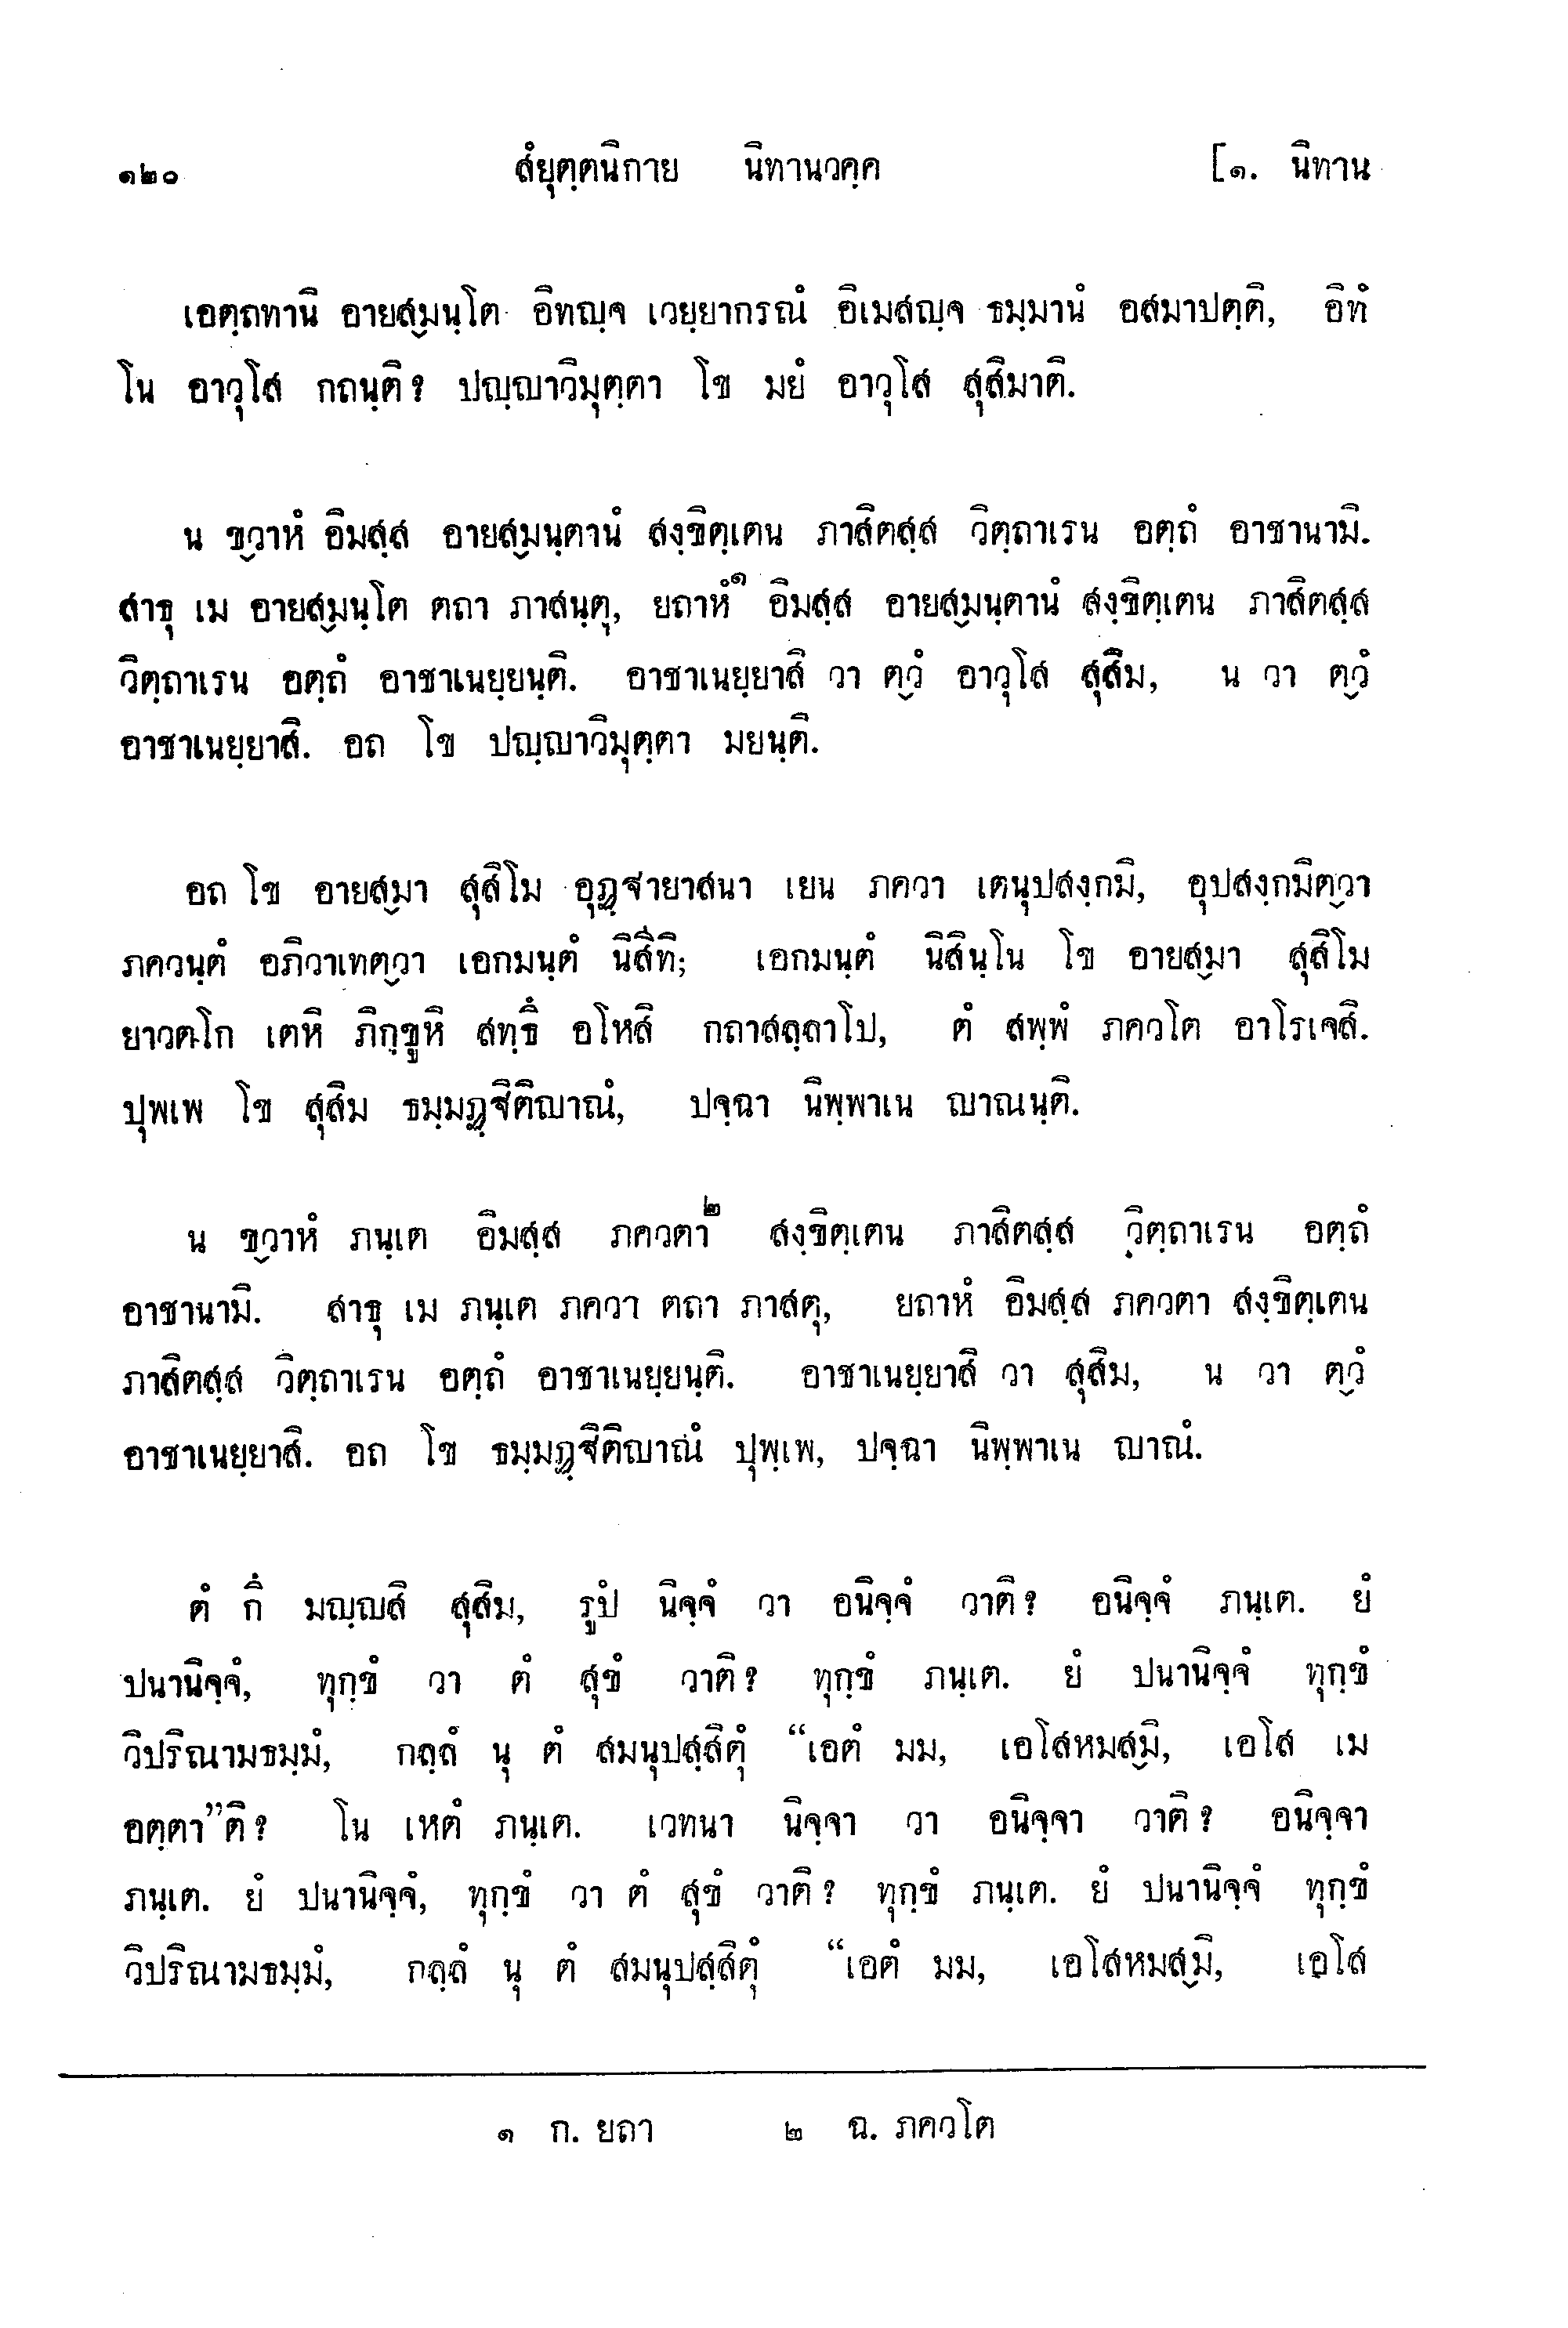 ๑๒๐ สํยุตฺตนิกาย นิทานวคฺค [๑. นิทาน
เอตฺถทานิ อายสฺมนฺโต อิทญฺจ เวยฺยากรณํ อิเมสญฺจ ธมฺมานํ อสมาปตฺติ, อิทํ
โน อาวุโส กถนฺติ? ปญฺญาวิมุตฺตา โข มยํ อาวุโส สุสิมาติ.
น ขฺวาหํ อิมสฺส อายสฺมนฺตานํ สงฺขิตฺเตน ภาสิตสฺส วิตฺถาเรน อตฺถํ อาชานามิ.
สาธุ เม อายสฺมนฺโต ตถา ภาสนฺตุ, ยถาหํ๑ อิมสฺส อายสฺมนฺตานํ สงฺขิตฺเตน ภาสิตสฺส
วิตฺถาเรน อตฺถํ อาชาเนยฺยนฺติ. อาชาเนยฺยาสิ วา ตฺวํ อาวุโส สุสิม, น วา ตฺวํ
อาชาเนยฺยาสิ. อถ โข ปญฺญาวิมุตฺตา มยนฺติ.
อถ โข อายสฺมา สุสิโม อุฏฺฐายาสนา เยน ภควา เตนุปสงฺกมิ, อุปสงฺกมิตฺวา
ภควนฺตํ อภิวาเทตฺวา เอกมนฺตํ นิสีทิ; เอกมนฺตํ นิสินฺโน โข อายสฺมา สุสิโม
ยาวตโก เตหิ ภิกฺขูหิ สทฺธึ อโหสิ กถาสลฺลาโป, ตํ สพฺพํ ภควโต อาโรเจสิ.
ปุพเพ โข สุสิม ธมฺมฏฺฐิติญาณํ, ปจฺฉา นิพฺพาเน ญาณนฺติ.
น ขฺวาหํ ภนฺเต อิมสฺส ภควตา๒ สงฺขิตฺเตน ภาสิตสฺส วิตฺถาเรน อตฺถํ
อาชานามิ. สาธุ เม ภนฺเต ภควา ตถา ภาสตุ, ยถาหํ อิมสฺส ภควตา สงฺขิตฺเตน
ภาสิตสฺส วิตฺถาเรน อตฺถํ อาชาเนยฺยนฺติ. อาชาเนยฺยาสิ วา สุสิม, น วา ตฺวํ
อาชาเนยฺยาสิ. อถ โข ธมฺมฏฺฐิติญาณํ ปุพฺเพ, ปจฺฉา นิพฺพาเน ญาณํ.
ตํ กึ มญฺญสิ สุสิม, รูปํ นิจฺจํ วา อนิจฺจํ วาติ? อนิจฺจํ ภนฺเต. ยํ
ปนานิจฺจํ, ทุกฺขํ วา ตํ สุขํ วาติ? ทุกฺขํ ภนฺเต. ยํ ปนานิจฺจํ ทุกฺขํ
วิปริณามธมฺมํ, กลฺลํ นุ ตํ สมนุปสฺสิตุํ “เอตํ มม, เอโสหมสฺมิ, เอโส เม
อตฺตา”ติ? โน เหตํ ภนฺเต. เวทนา นิจฺจา วา อนิจฺจา วาติ? อนิจฺจา
ภนฺเต. ยํ ปนานิจฺจํ, ทุกฺขํ วา ตํ สุขํ วาติ? ทุกฺขํ ภนฺเต. ยํ ปนานิจฺจํ ทุกฺขํ
วิปริณามธมฺมํ, กลฺลํ นุ ตํ สมนุปสฺสิตุํ “เอตํ มม, เอโสหมสฺมิ, เอโส
๑ ก. ยถา ๒ ฉ. ภควโต